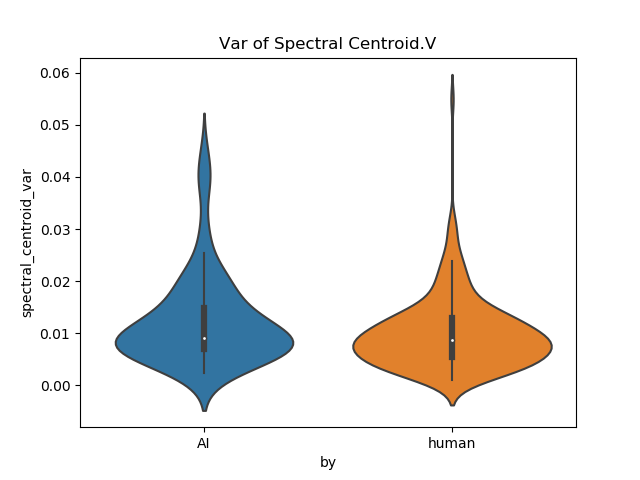 Var of Spectral Centroid.V
0.06
0.05
0.04
0.03
0.02
0.01
0.00
spectral_centroid_var
AI
human
by